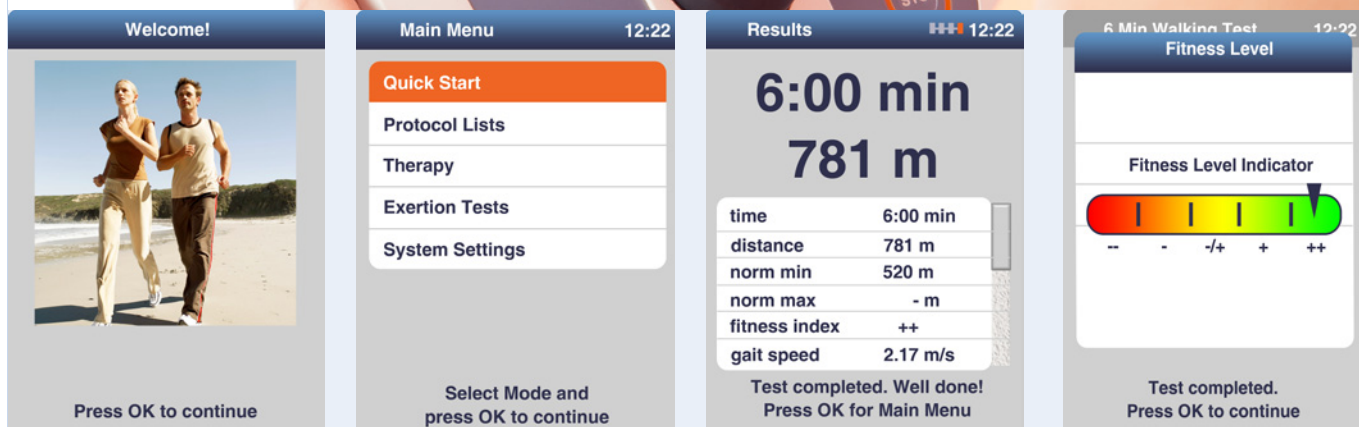 Welcome!
Press OK to continue
Main Menu 12:22
Quick Start
Protocol Lists
Therapy
Exertion Tests
System Settings
Select Mode and
press OK to continue
Results 12:22
6:00 min
781 m
time 6:00 min
distance 781 m
norm min 520 m
norm max - m
fitness index ++
gait speed 2.17 m/s
Test completed. Well done!
Press OK for Main Menu
6 Min Walking Test 12:22
Fitness Level
Fitness Level Indicator
-- - -/+ + ++
Test completed.
Press OK to continue